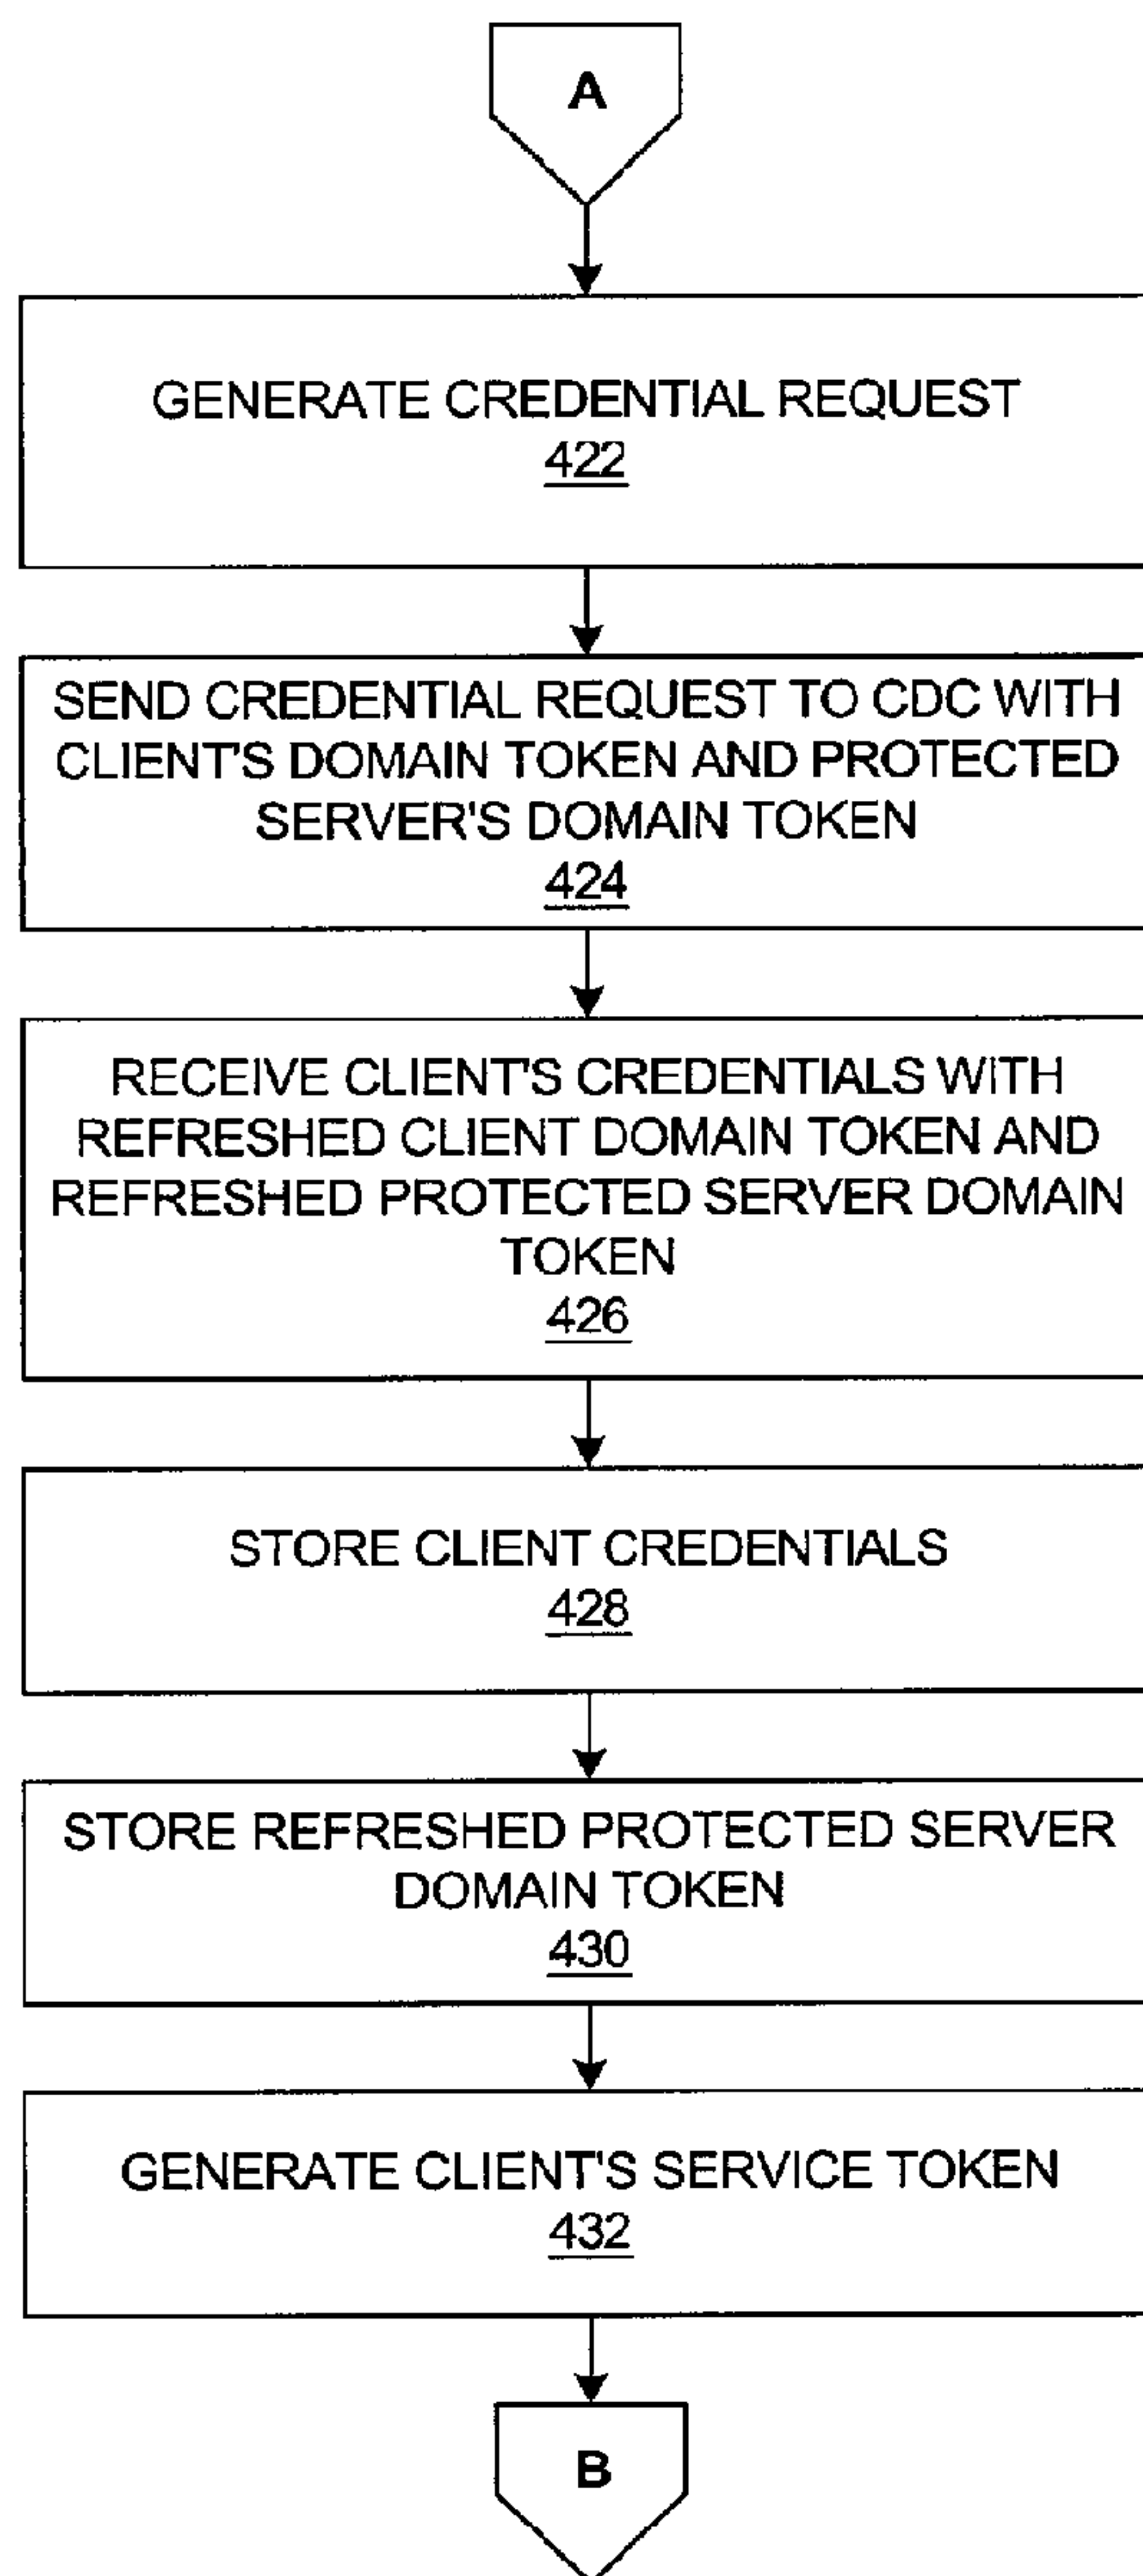 A
GENERATE CREDENTIAL REQUEST
422
SEND CREDENTIAL REQUEST TO CDC WITH
CLIENT'S DOMAIN TOKEN AND PROTECTED
SERVER'S DOMAIN TOKEN
424
RECEIVE CLIENT'S CREDENTIALS WITH
REFRESHED CLIENT DOMAIN TOKEN AND
REFRESHED PROTECTED SERVER DOMAIN
TOKEN
426
STORE CLIENT CREDENTIALS
428
STORE REFRESHED PROTECTED SERVER
DOMAIN TOKEN
430
GENERATE CLIENT'S SERVICE TOKEN
432
B